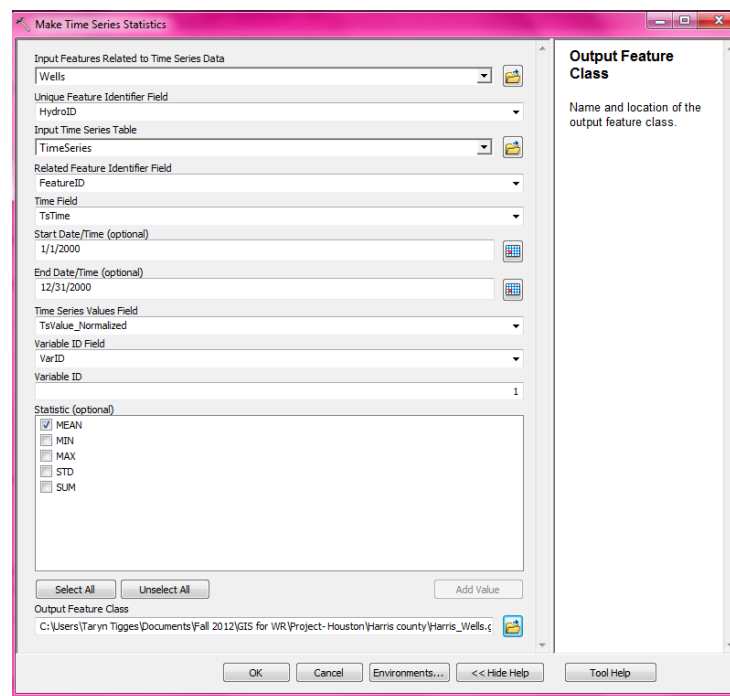 Make Time Series Statistics
Input Features Related to Time Series Data
Wells
Unique Feature Identifier Field
HydroID
Input Time Series Table
TimeSeries
Related Feature Identifier Field
FeatureID
Time Field
TsTime
Start Date/Time (optional)
1/1/2000
End Date/Time (optional)
12/31/2000
Time Series Values Field
TsValue_Normalized
Variable ID Field
VarID
Variable ID
1
Statistic (optional)
MEAN
MIN
MAX
STD
SUM
Select All Unselect All Add Value
Output Feature Class
C:\Users\Taryn Tigges\Documents\Fall 2012\GIS for WR\Project- Houston\Harris county\Harris_Wells.g
OK Cancel Environments... << Hide Help Tool Help
Output Feature
Class
Name and location of the
output feature class.